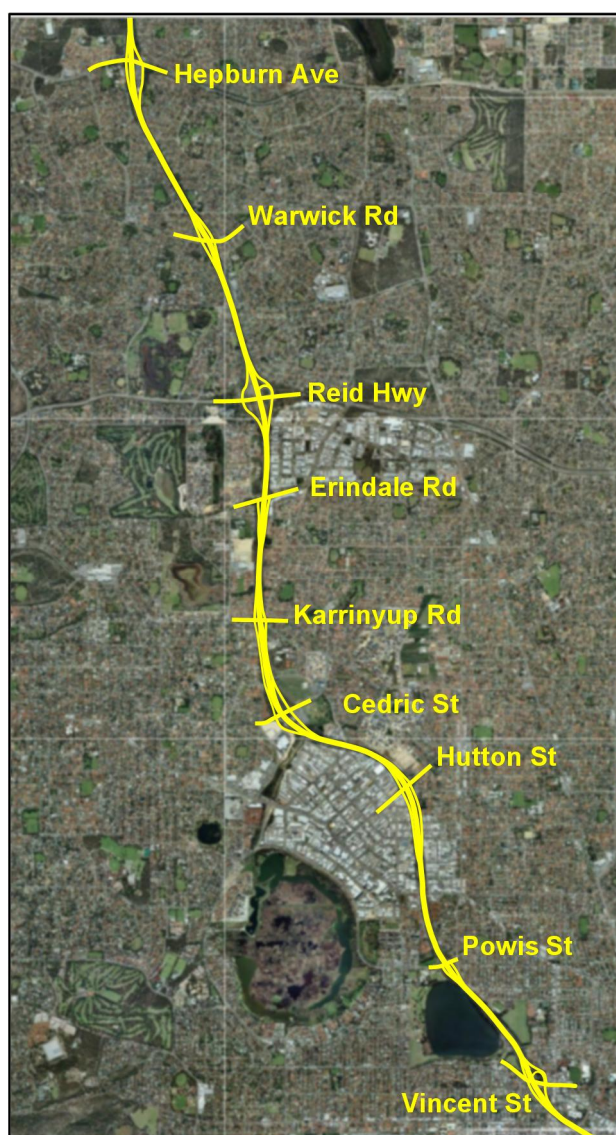 Hepburn Ave
Warwick Rd
Reid Hwy
Erindale Rd
Karrinyup Rd
Cedric St
Hutton St
Powis St
Vincent St